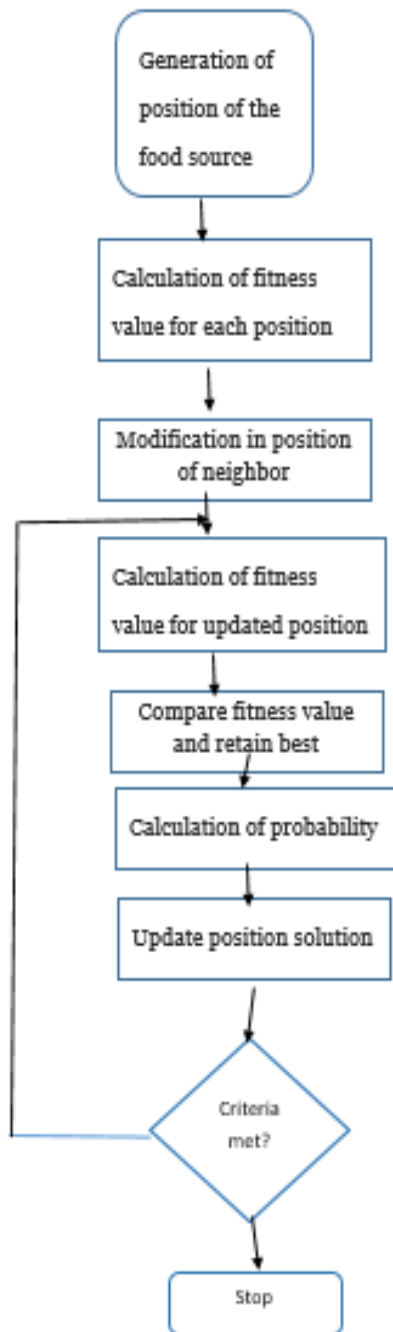 Generation of
position of the
food source
Calculation of fitness
value for each position
Modification in position
of neighbor
Calculation of fitness
value for updated position
Compare fitness value
and retain best
Calculation of probability
Update position solution
Criteria
met?
Stop